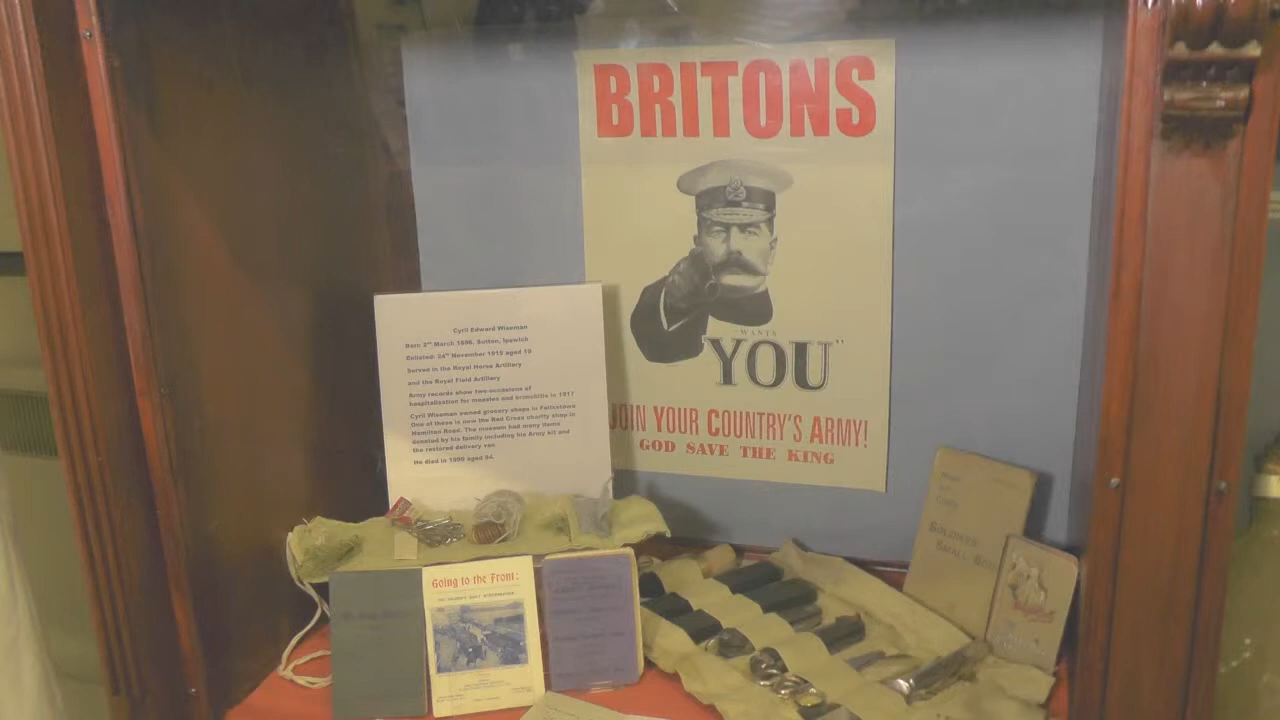 BRITONS
"WANTS
YOU"
JOIN YOUR COUNTRY'S ARMY!
GOD SAVE THE KING
Cyril Edward Wiseman
Born 3rd March 1896. Sutton, Ipswich
Enlisted: 24th November 1915 aged 19
Served in the Royal Horse Artillery
and the Royal Field Artillery
Army records show two occasions of
hospitalisation for measles and bronchitis in 1917
Cyril Wiseman owned grocery shops in Felixstowe
One of these is now the Red Cross charity shop in
Hamilton Road. The museum had many items
donated by his family including his Army kit and
the restored delivery van
He died in 1990 aged 94.
Going to the Front:
SOLDIERS'
SMALL BOOK